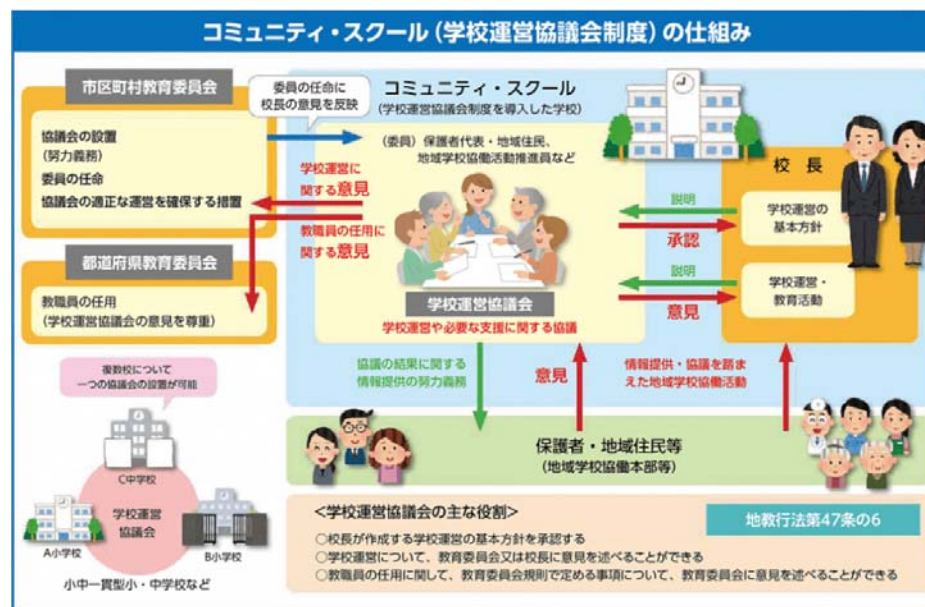 コミュニティ・スクール(学校運営協議会制度)の仕組み
市区町村教育委員会
協議会の設置
(努力義務)
委員の任命
協議会の適正な運営を確保する措置
委員の任命に
校長の意見を反映
コミュニティ・スクール
(学校運営協議会制度を導入した学校)
(委員)保護者代表・地域住民、
地域学校協働活動推進員など
学校運営に
関する意見
教職員の任用に
関する意見
都道府県教育委員会
教職員の任用
(学校運営協議会の意見を尊重)
学校運営協議会
学校運営や必要な支援に関する協議
説明
承認
説明
意見
校長
学校運営の
基本方針
学校運営・
教育活動
協議の結果に関する
情報提供の努力義務
意見
情報提供・協議を踏ま
えた地域学校協働活動
保護者・地域住民等
(地域学校協働本部等)
複数校について
一つの協議会の設置が可能
C中学校
学校運営
協議会
A小学校
B小学校
小中一貫型小・中学校など
<学校運営協議会の主な役割>
地教行法第47条の6
○校長が作成する学校運営の基本方針を承認する
○学校運営について、教育委員会又は校長に意見を述べることができる
○教職員の任用に関して、教育委員会規則で定める事項について、教育委員会に意見を述べることができる